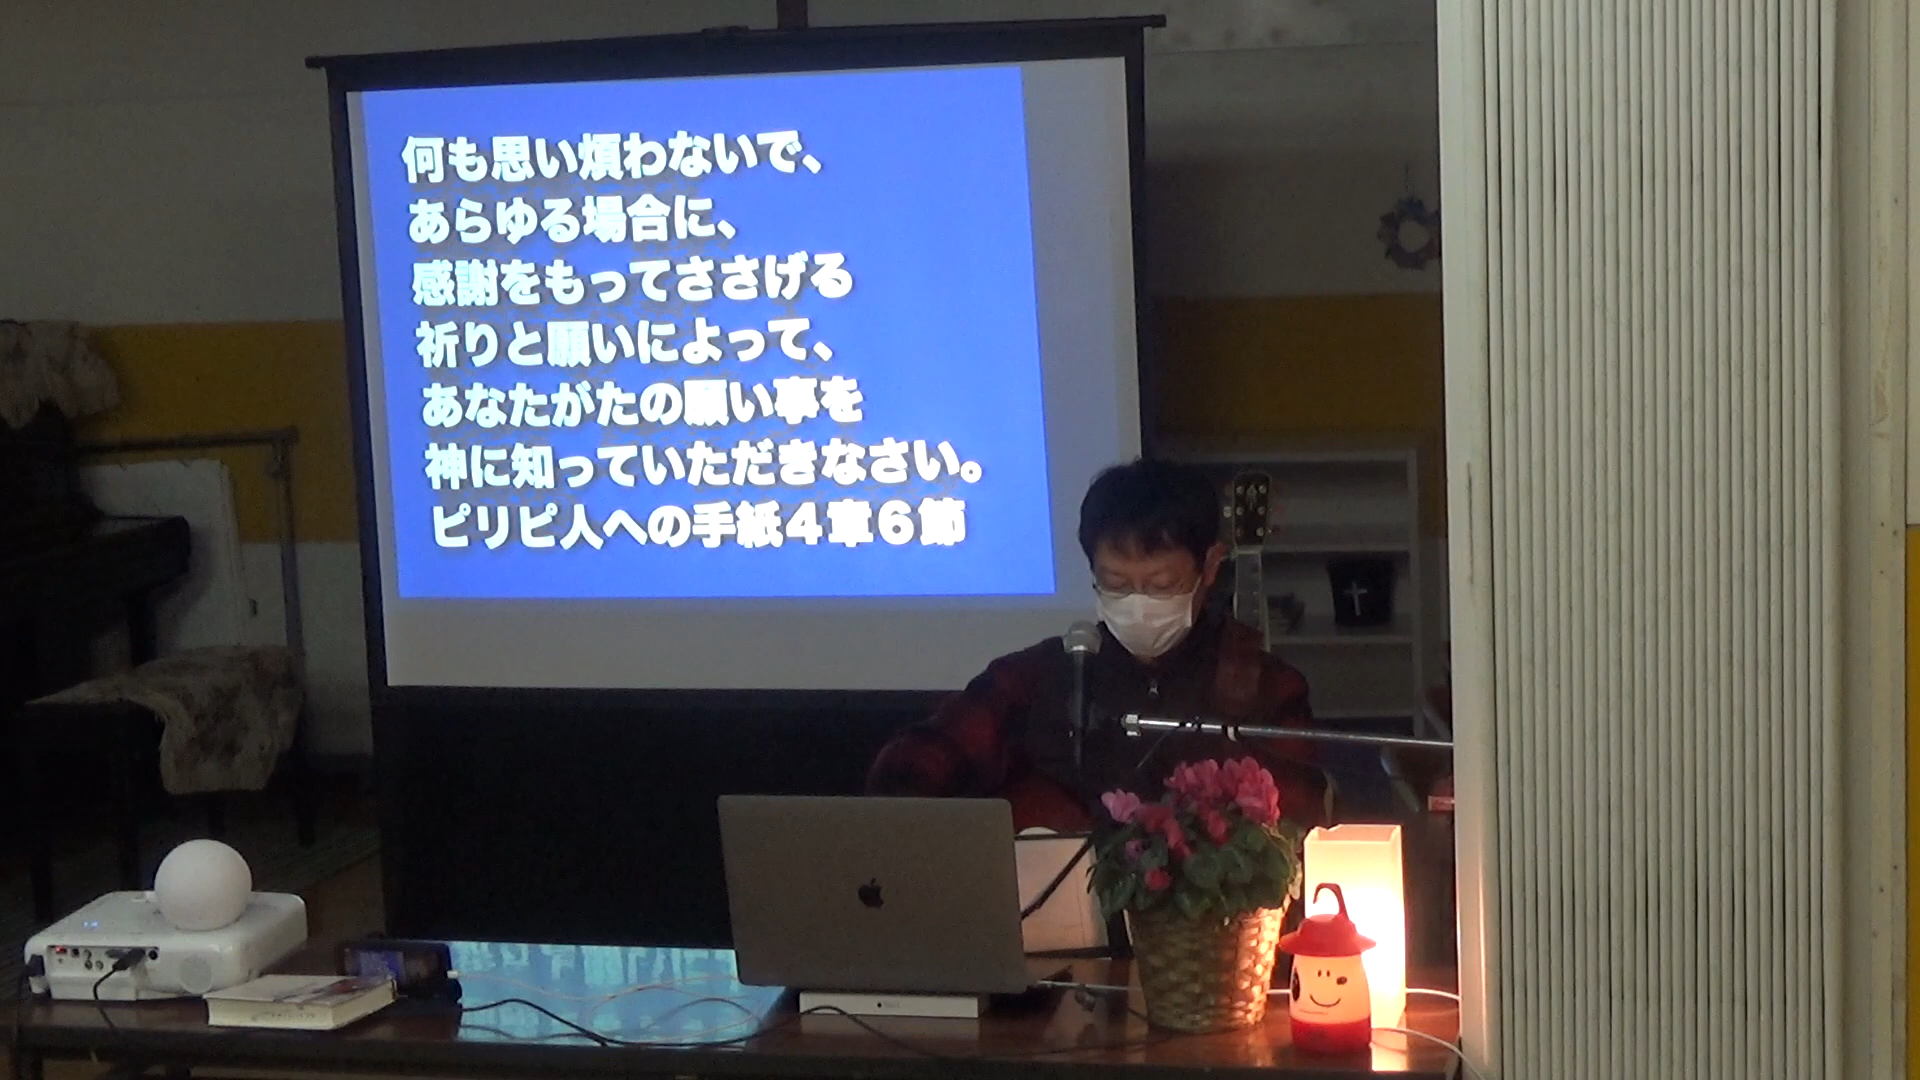 何も思い煩わないで、
あらゆる場合に、
感謝をもってささげる
祈りと願いによって、
あなたがたの願い事を
神に知っていただきなさい。
ピリピ人への手紙4章6節